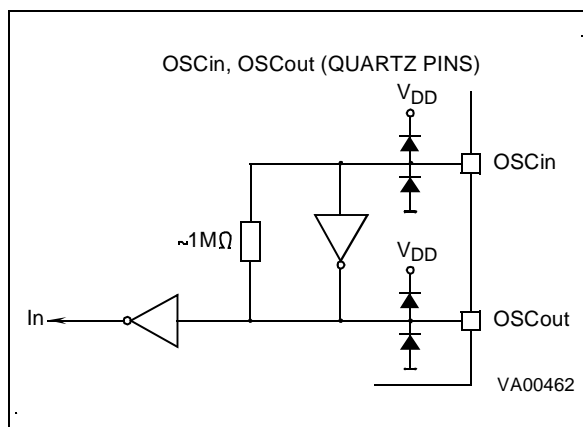 OSCin, OSCout (QUARTZ PINS)
VDD
OSCin
~1MΩ
VDD
In
OSCout
VA00462